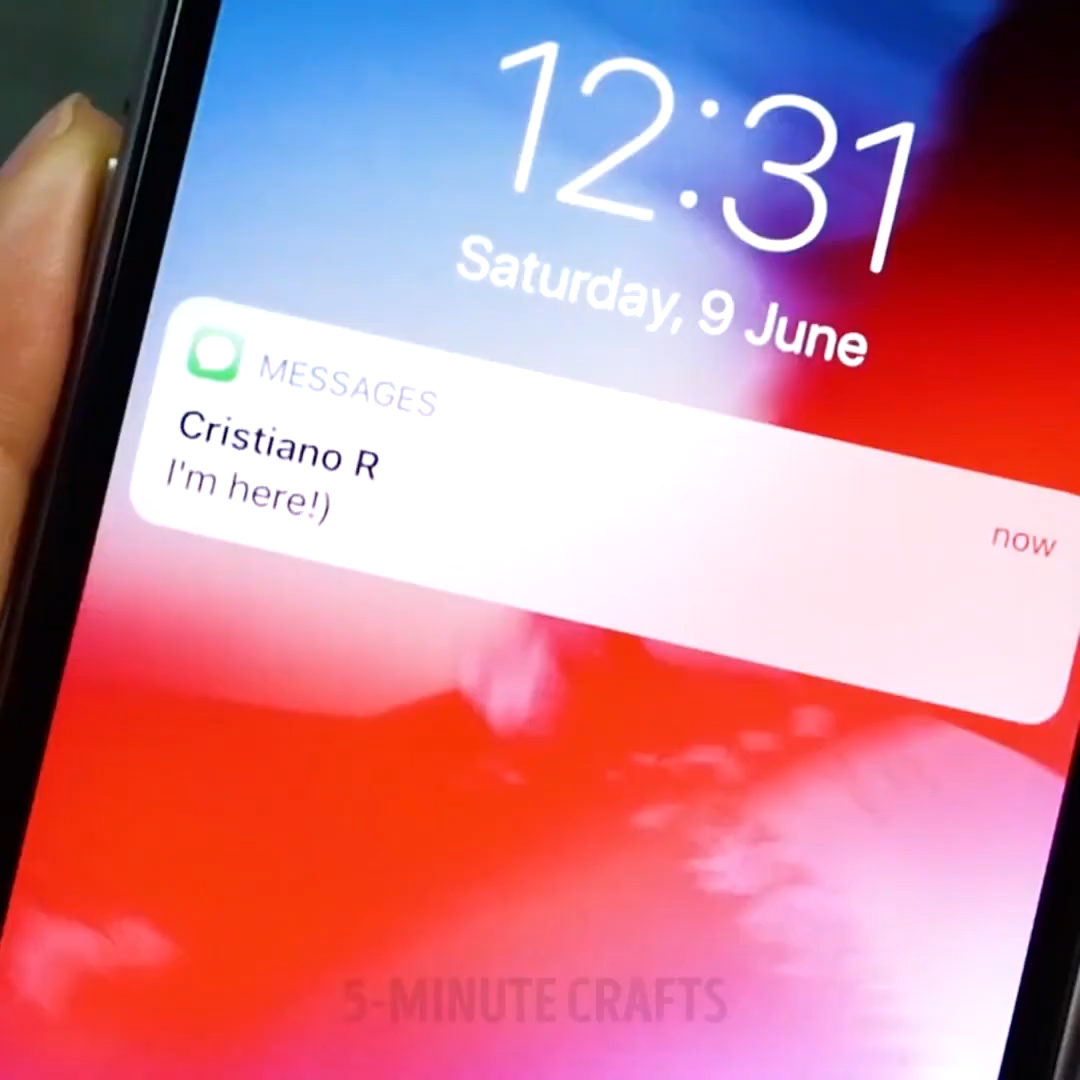 12:31
Saturday, 9 June
MESSAGES
Cristiano R
I'm here!)
now
5-MINUTE CRAFTS